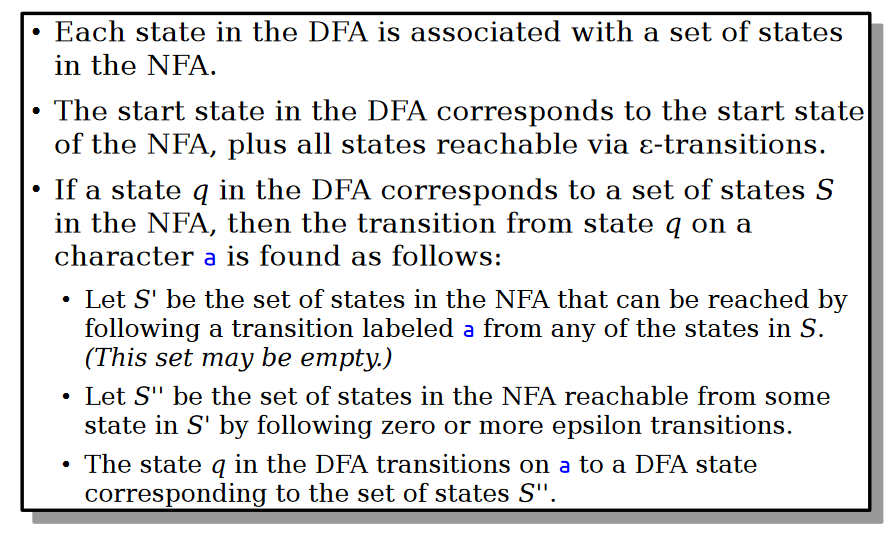 • Each state in the DFA is associated with a set of states
in the NFA.
• The start state in the DFA corresponds to the start state
of the NFA, plus all states reachable via ε-transitions.
• If a state q in the DFA corresponds to a set of states S
in the NFA, then the transition from state q on a
character a is found as follows:
• Let S' be the set of states in the NFA that can be reached by
following a transition labeled a from any of the states in S.
(This set may be empty.)
• Let S'' be the set of states in the NFA reachable from some
state in S' by following zero or more epsilon transitions.
• The state q in the DFA transitions on a to a DFA state
corresponding to the set of states S''.